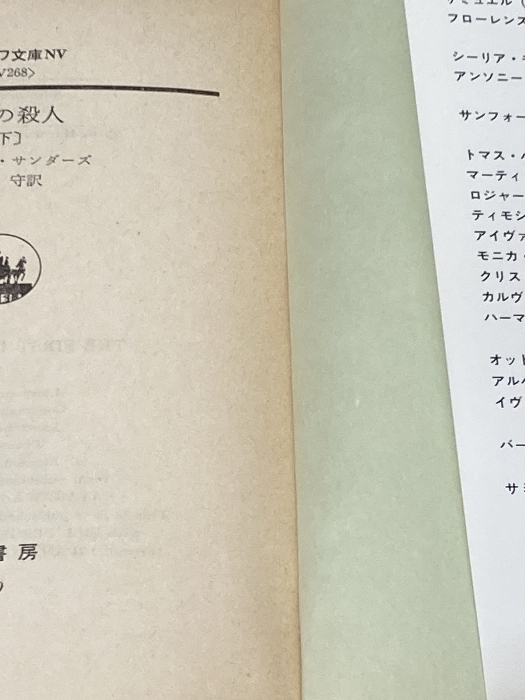 フ文庫NV
V268〉
の殺人
下〕
・サンダーズ
守訳
書房
フローレンス
シーリア・
アンソニー
サンフォー
トマス・
マーティ
ロジャー
ティモシ
アイヴァ
モニカ・
クリス
カルヴ
ハーマ
オット
アル
イヴ
バー
サミ